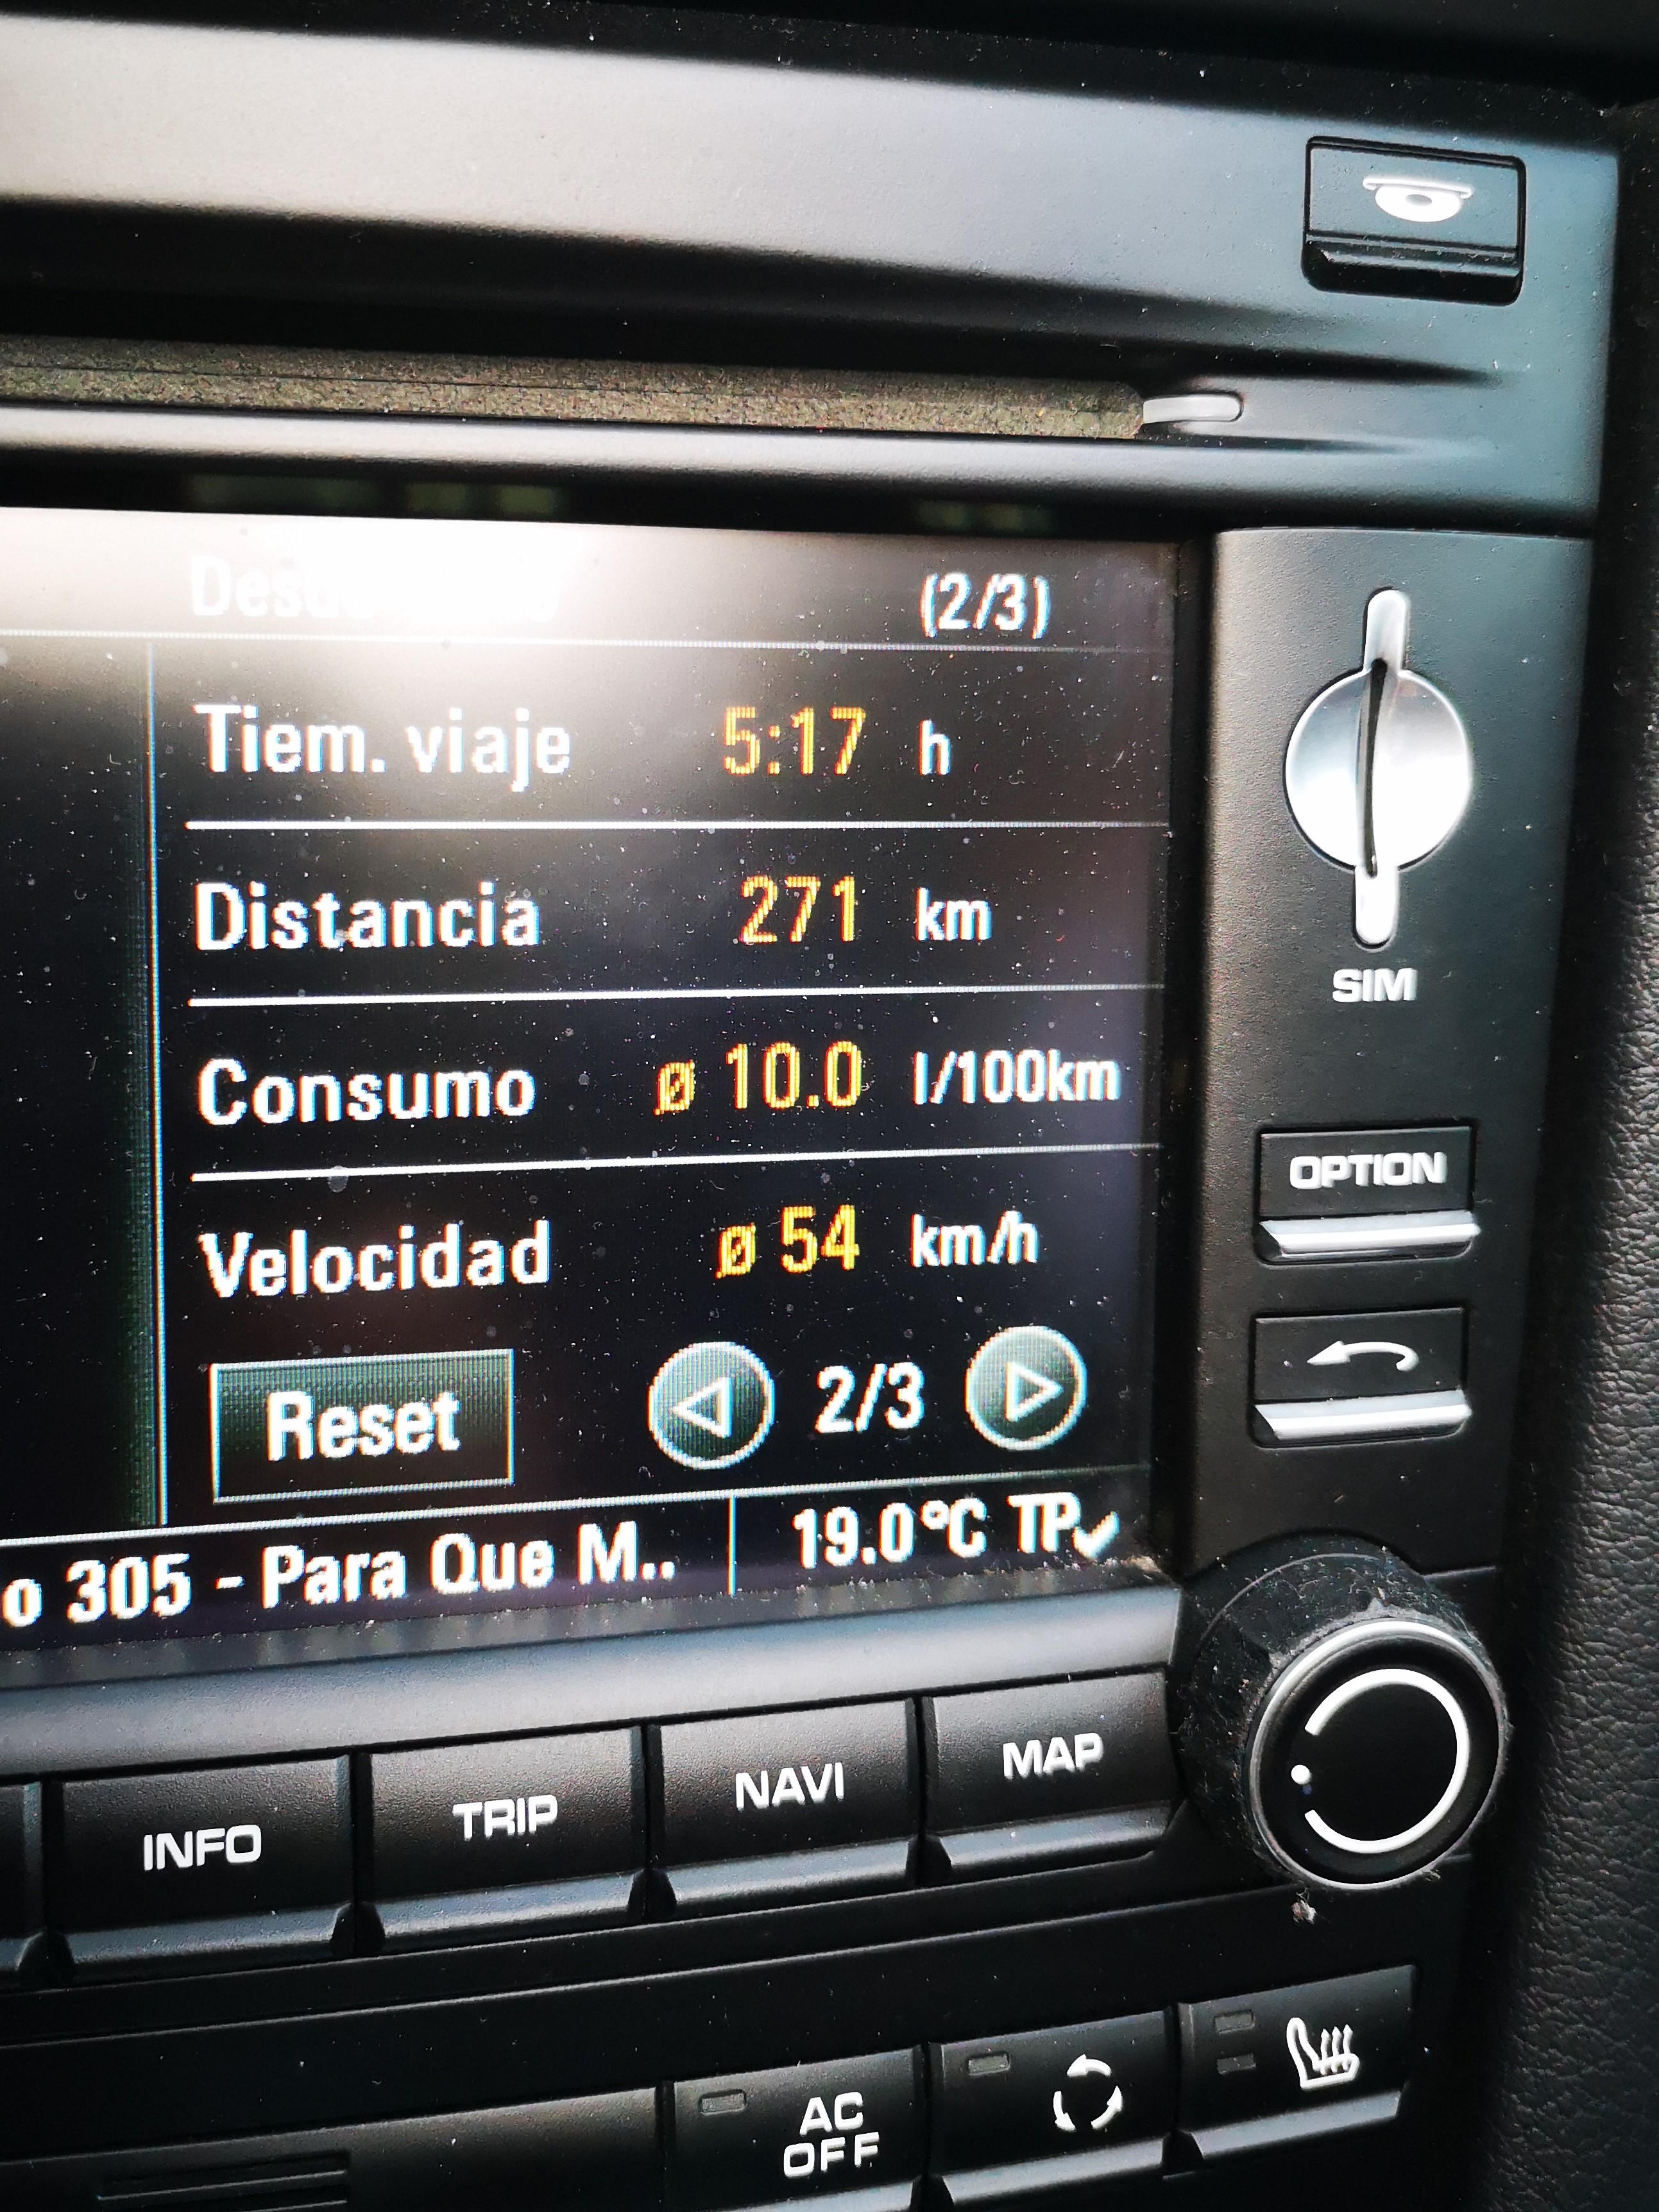 (2/3)
Tiem. viaje 5:17 h
Distancia 271 km
Consumo ø 10.0 l/100km
Velocidad ø 54 km/h
Reset 2/3
o 305 - Para Que M.. 19.0°C TP✓
SIM
OPTION
INFO TRIP NAVI MAP
AC
OFF